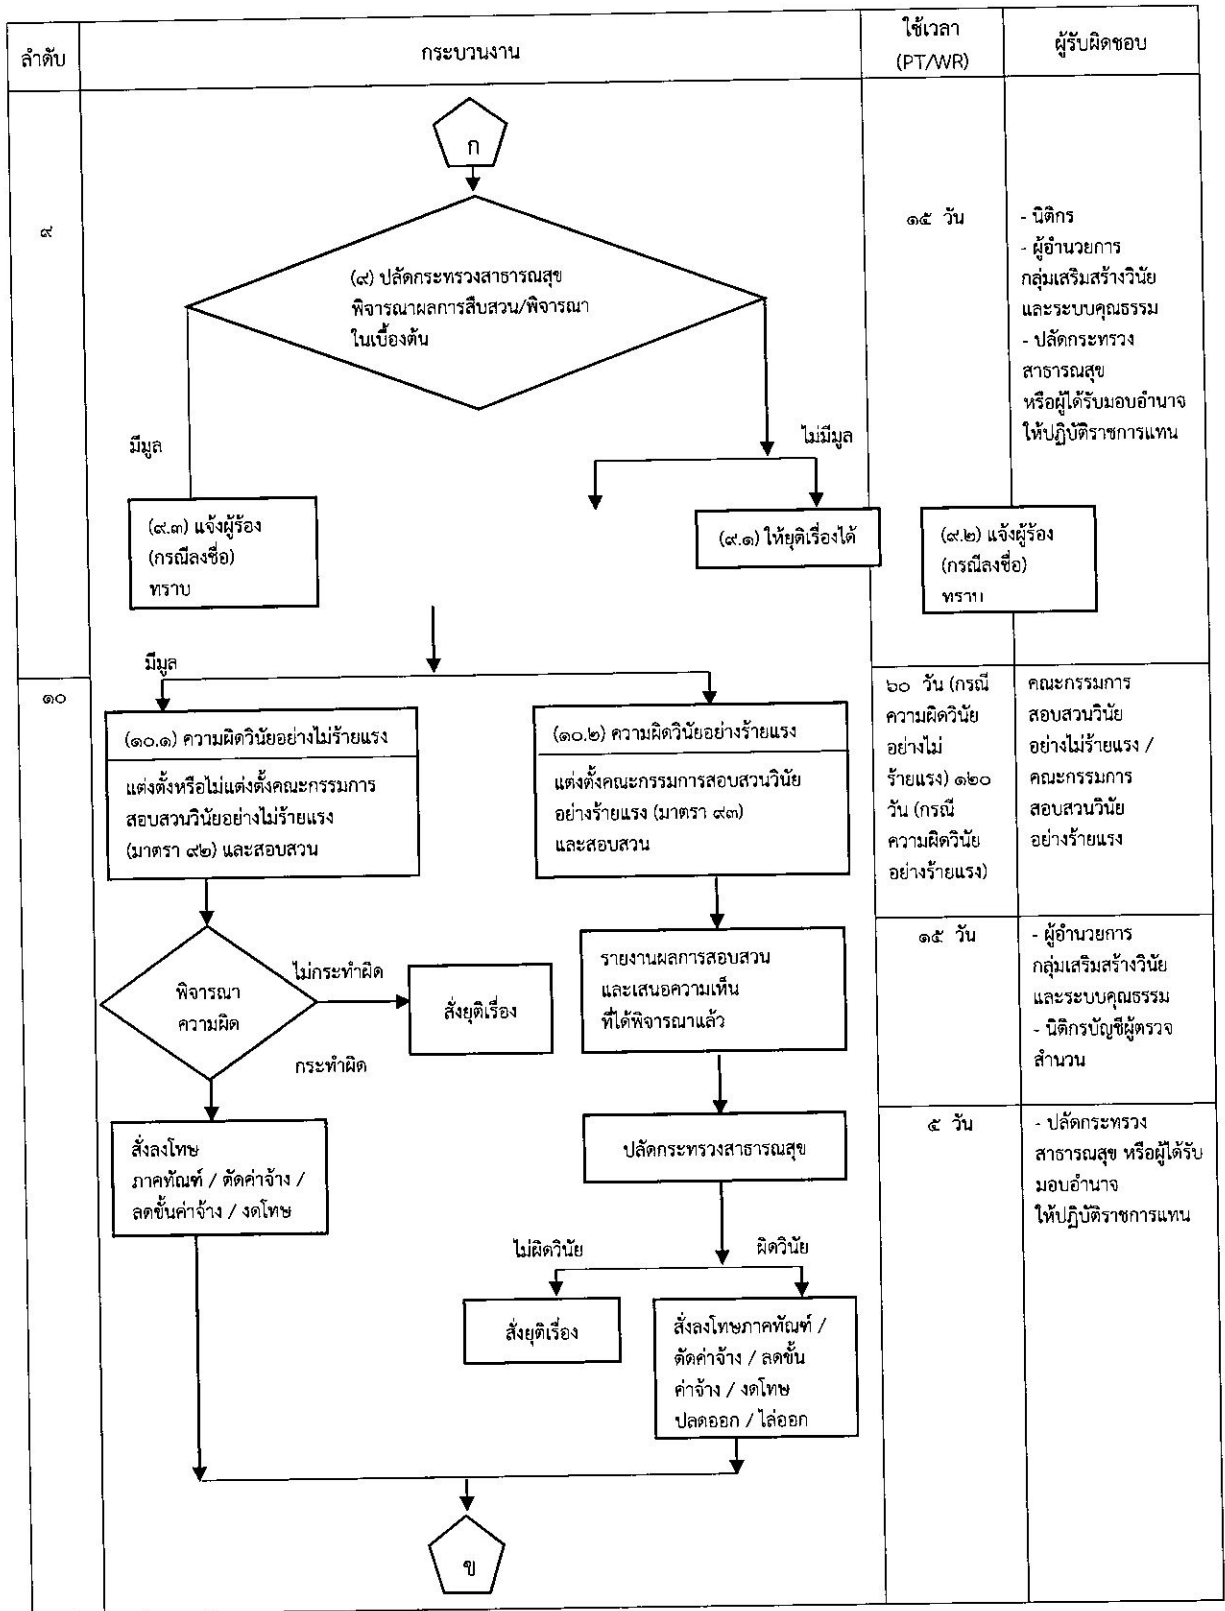 ลำดับ
กระบวนงาน
ใช้เวลา
(PT/WR)
ผู้รับผิดชอบ
ก
๙
(๙) ปลัดกระทรวงสาธารณสุข
พิจารณาผลการสืบสวน/พิจารณา
ในเบื้องต้น
๑๕ วัน
- นิติกร
- ผู้อำนวยการ
กลุ่มเสริมสร้างวินัย
และระบบคุณธรรม
- ปลัดกระทรวง
สาธารณสุข
หรือผู้ได้รับมอบอำนาจ
ให้ปฏิบัติราชการแทน
มีมูล
ไม่มีมูล
(๙.๓) แจ้งผู้ร้อง
(กรณีลงชื่อ)
ทราบ
(๙.๑) ให้ยุติเรื่องได้
(๙.๒) แจ้งผู้ร้อง
(กรณีลงชื่อ)
ทราบ
มีมูล
๑๐
(๑๐.๑) ความผิดวินัยอย่างไม่ร้ายแรง
แต่งตั้งหรือไม่แต่งตั้งคณะกรรมการ
สอบสวนวินัยอย่างไม่ร้ายแรง
(มาตรา ๙๒) และสอบสวน
(๑๐.๒) ความผิดวินัยอย่างร้ายแรง
แต่งตั้งคณะกรรมการสอบสวนวินัย
อย่างร้ายแรง (มาตรา ๙๓)
และสอบสวน
๖๐ วัน (กรณี
ความผิดวินัย
อย่างไม่
ร้ายแรง) ๑๒๐
วัน (กรณี
ความผิดวินัย
อย่างร้ายแรง)
คณะกรรมการ
สอบสวนวินัย
อย่างไม่ร้ายแรง /
คณะกรรมการ
สอบสวนวินัย
อย่างร้ายแรง
พิจารณา
ความผิด
ไม่กระทำผิด
สั่งยุติเรื่อง
กระทำผิด
รายงานผลการสอบสวน
และเสนอความเห็น
ที่ได้พิจารณาแล้ว
๑๕ วัน
- ผู้อำนวยการ
กลุ่มเสริมสร้างวินัย
และระบบคุณธรรม
- นิติกรบัญชีผู้ตรวจ
สำนวน
สั่งลงโทษ
ภาคทัณฑ์ / ตัดค่าจ้าง /
ลดขั้นค่าจ้าง / งดโทษ
ปลัดกระทรวงสาธารณสุข
๕ วัน
- ปลัดกระทรวง
สาธารณสุข หรือผู้ได้รับ
มอบอำนาจ
ให้ปฏิบัติราชการแทน
ไม่ผิดวินัย
ผิดวินัย
สั่งยุติเรื่อง
สั่งลงโทษภาคทัณฑ์ /
ตัดค่าจ้าง / ลดขั้น
ค่าจ้าง / งดโทษ
ปลดออก / ไล่ออก
ข